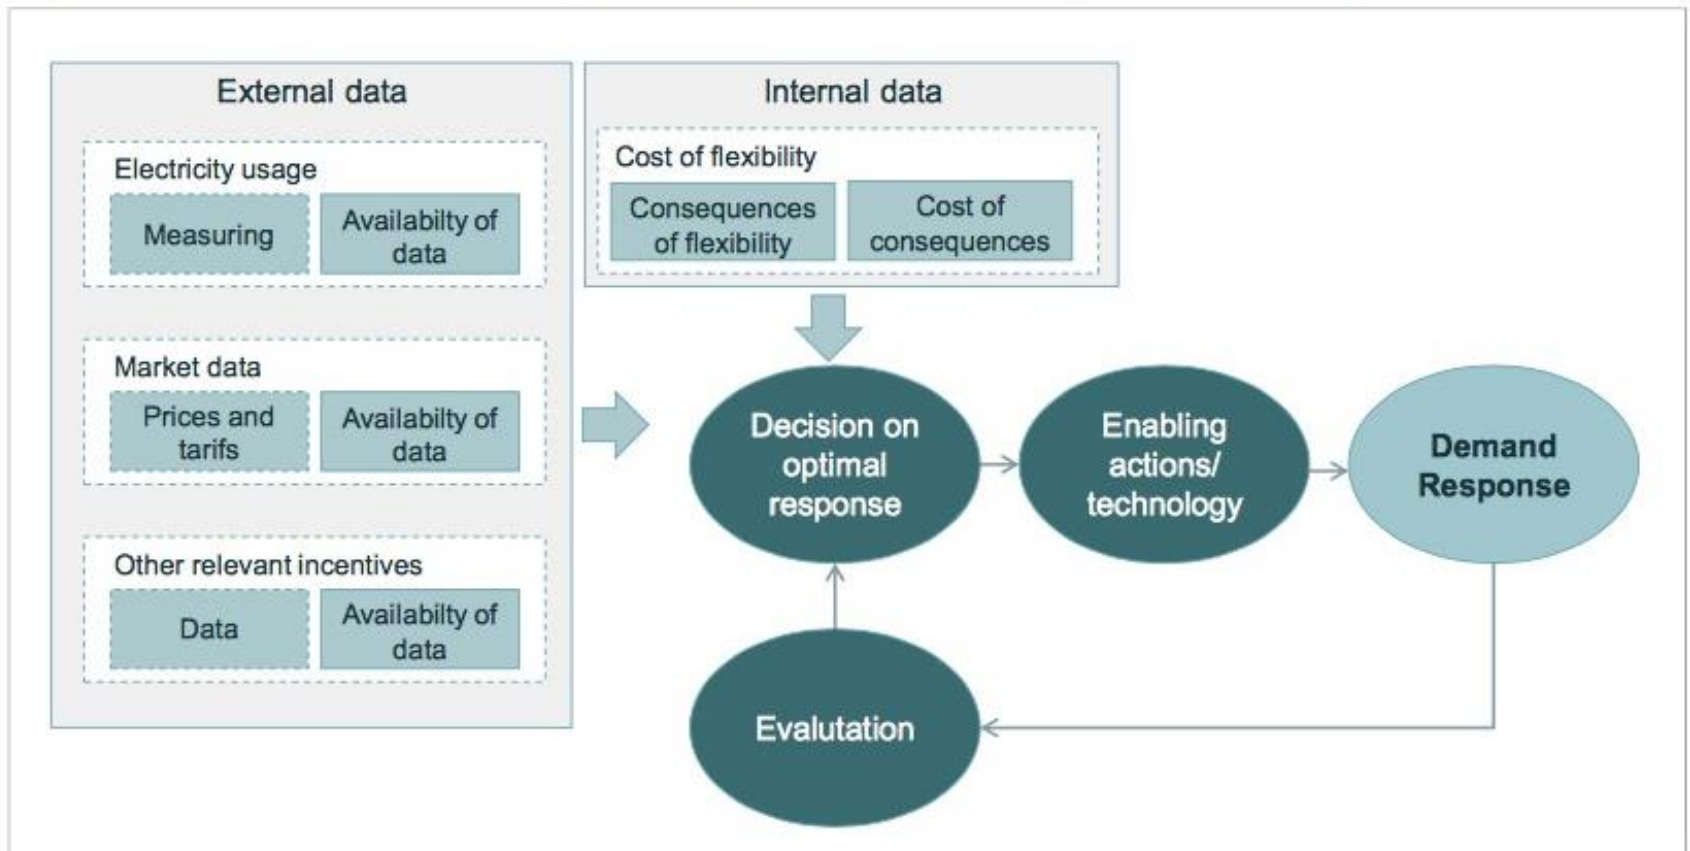 External data
Electricity usage
Measuring
Availabilty of
data
Market data
Prices and
tarifs
Availabilty of
data
Other relevant incentives
Data
Availabilty of
data
Internal data
Cost of flexibility
Consequences
of flexibility
Cost of
consequences
Decision on
optimal
response
Enabling
actions/
technology
Demand
Response
Evalutation